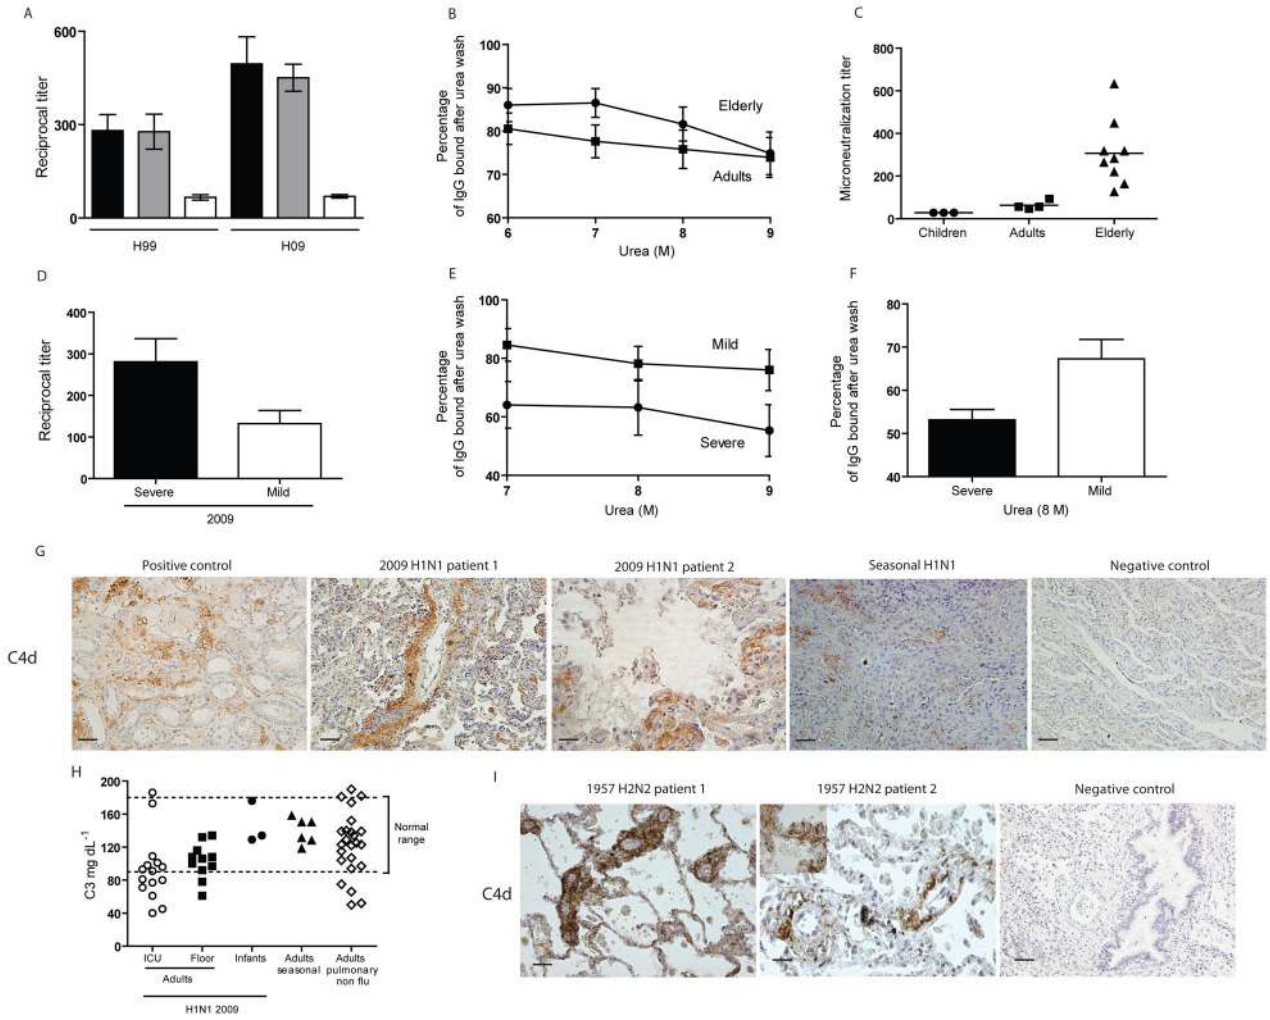 A
600
300
0
Reciprocal titer
H99
H09
B
100
90
80
70
60
Percentage
of IgG bound after urea wash
Elderly
Adults
6 7 8 9
Urea (M)
C
800
600
400
200
0
Microneutralization titer
Children Adults Elderly
D
400
300
200
100
0
Reciprocal titer
Severe Mild
2009
E
100
80
60
40
Percentage
of IgG bound after urea wash
Mild
Severe
7 8 9
Urea (M)
F
80
70
60
50
40
Percentage
of IgG bound after urea wash
Severe Mild
Urea (8 M)
G
Positive control
2009 H1N1 patient 1
2009 H1N1 patient 2
Seasonal H1N1
Negative control
C4d
H
200
160
120
80
40
0
C3 mg dL⁻¹
Normal
range
ICU Floor Infants Adults seasonal Adults pulmonary non flu
Adults
H1N1 2009
I
1957 H2N2 patient 1
1957 H2N2 patient 2
Negative control
C4d